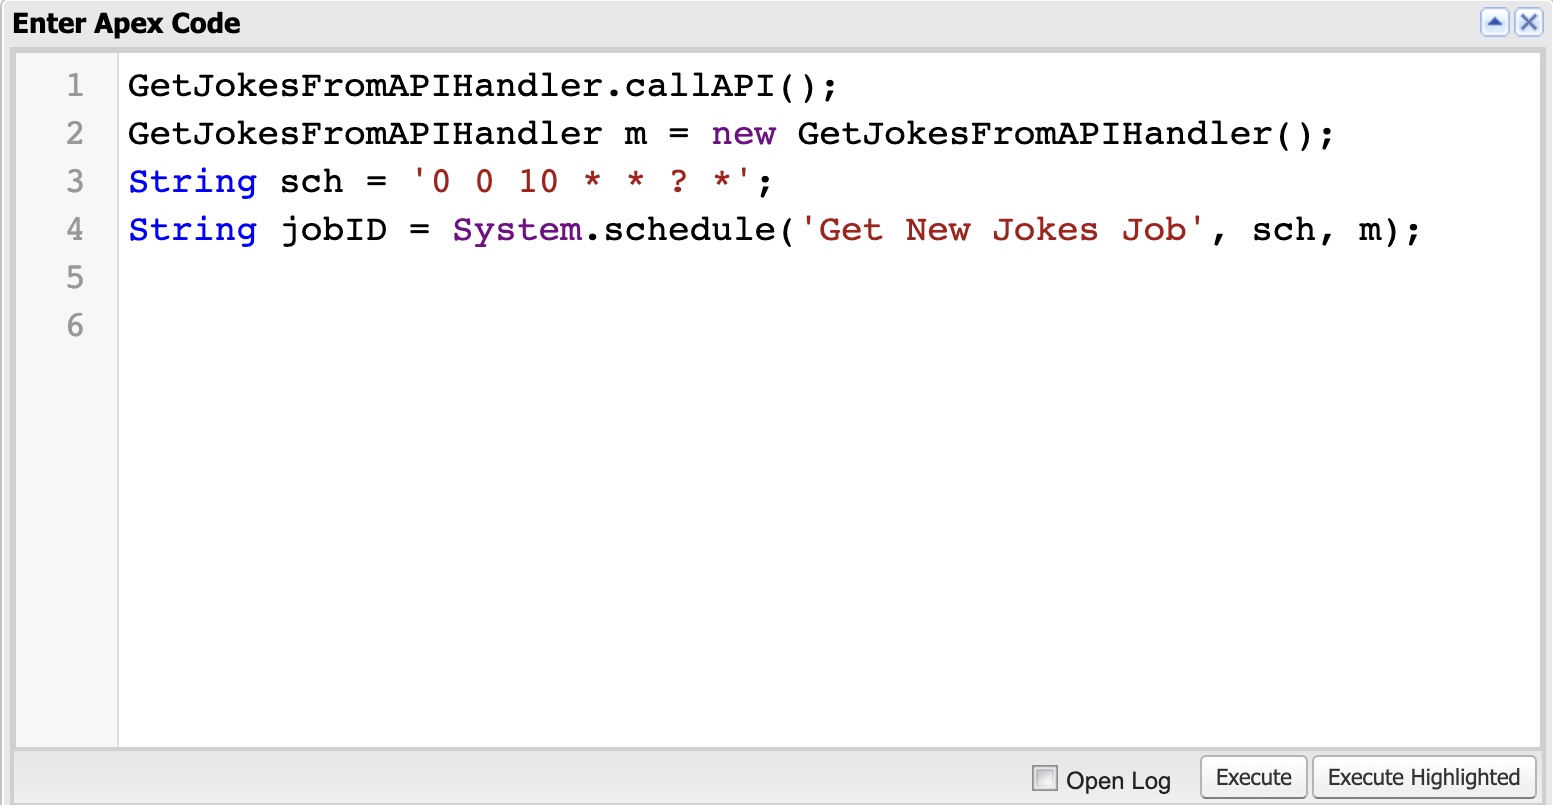 Enter Apex Code
1 GetJokesFromAPIHandler.callAPI();
2 GetJokesFromAPIHandler m = new GetJokesFromAPIHandler();
3 String sch = '0 0 10 * * ? *';
4 String jobID = System.schedule('Get New Jokes Job', sch, m);
5
6
Open Log Execute Execute Highlighted